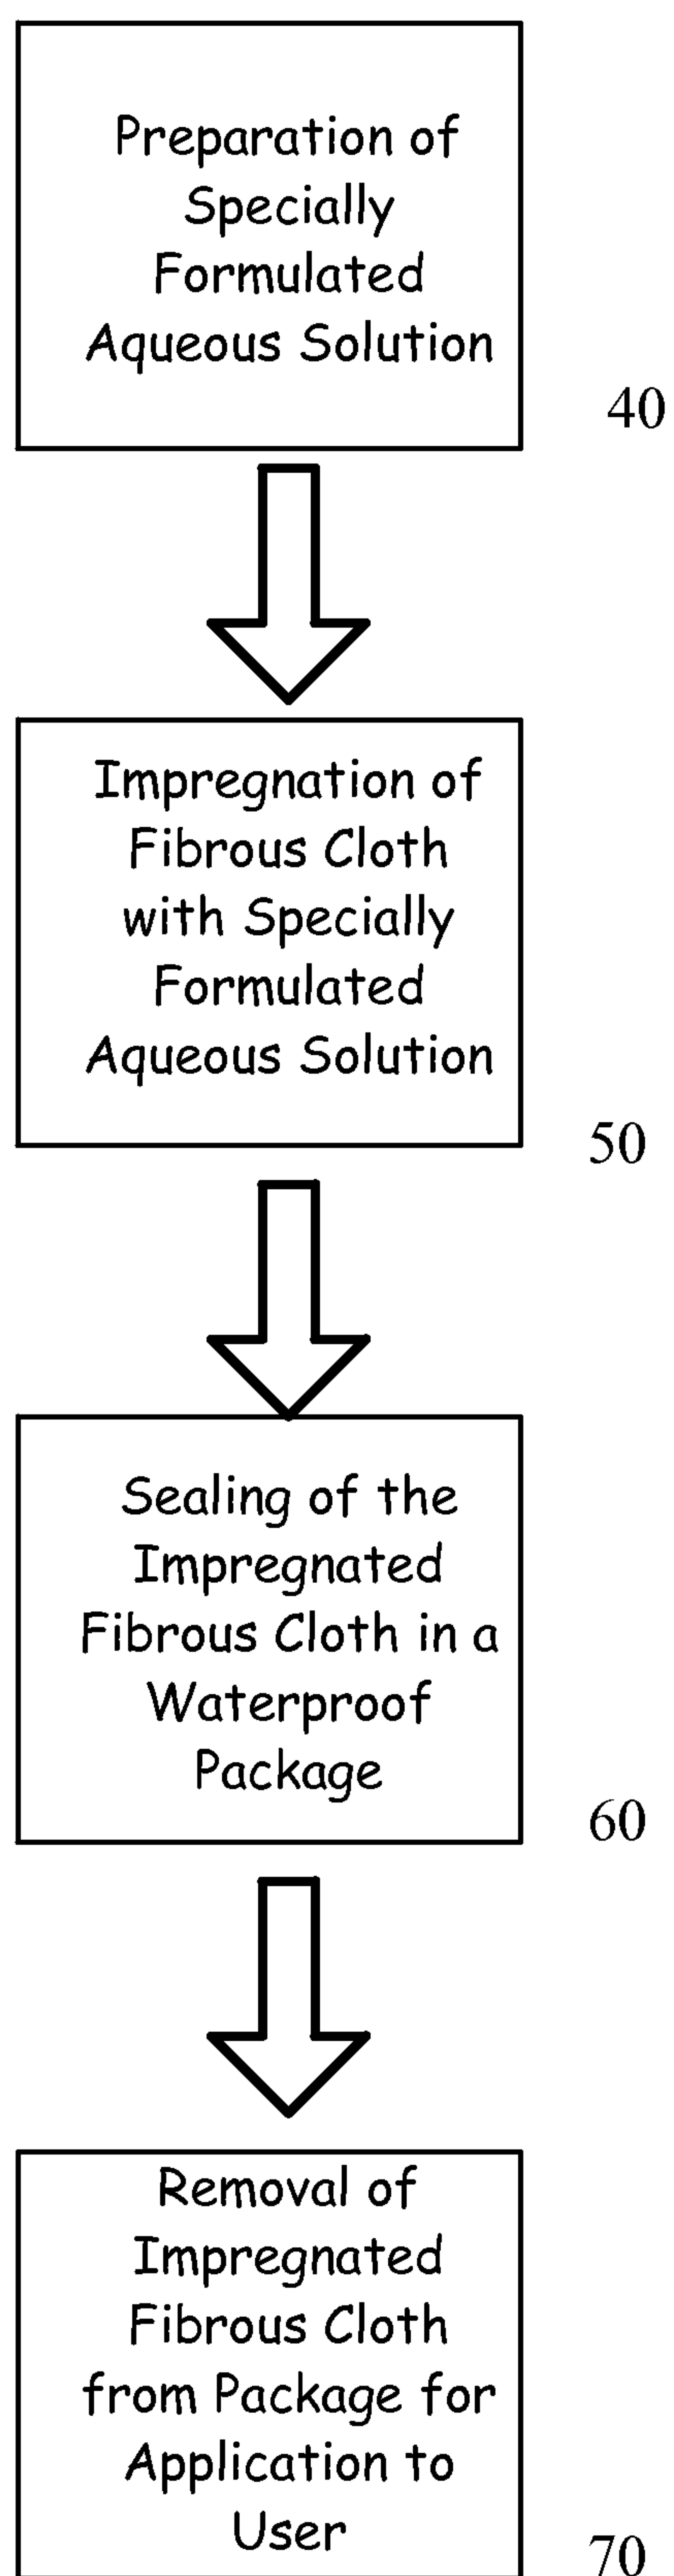 Preparation of
Specially
Formulated
Aqueous Solution
40
Impregnation of
Fibrous Cloth
with Specially
Formulated
Aqueous Solution
50
Sealing of the
Impregnated
Fibrous Cloth in a
Waterproof
Package
60
Removal of
Impregnated
Fibrous Cloth
from Package for
Application to
User
70